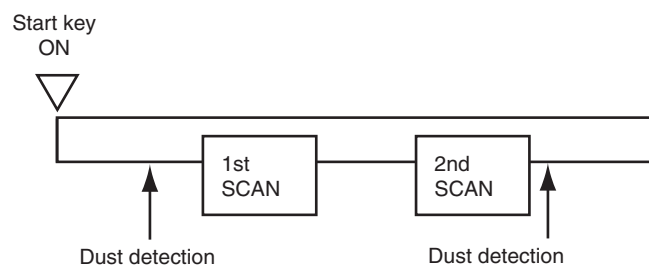 Start key
ON
1st
SCAN
2nd
SCAN
Dust detection
Dust detection